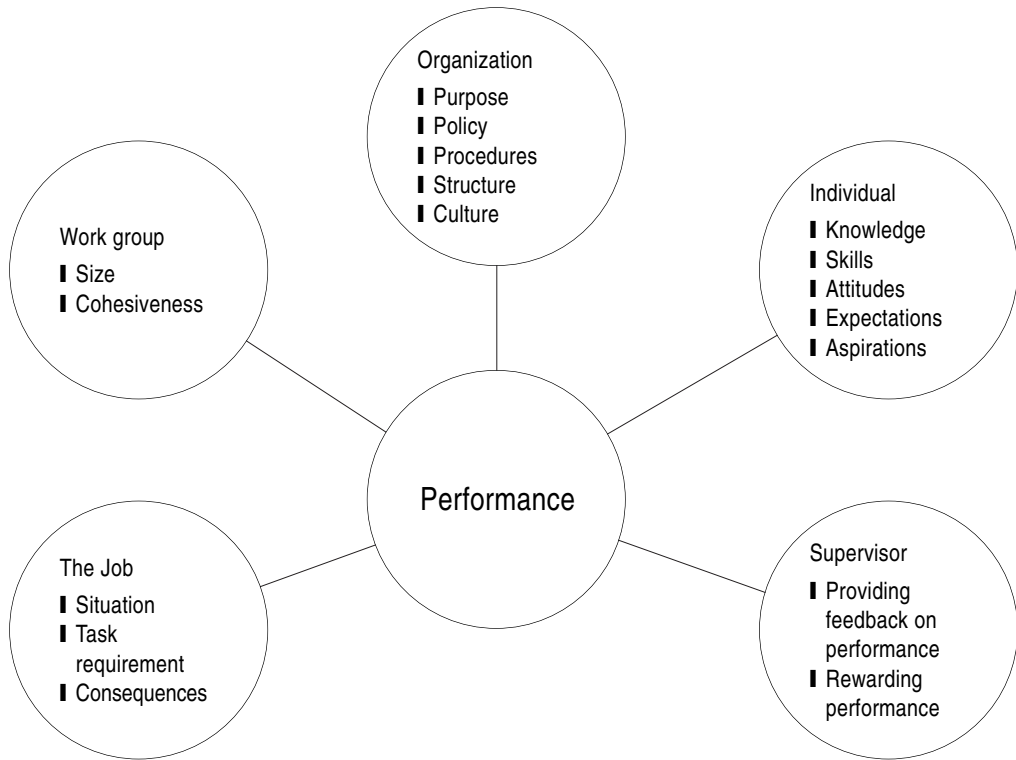 Organization
Purpose
Policy
Procedures
Structure
Culture
Work group
Size
Cohesiveness
Individual
Knowledge
Skills
Attitudes
Expectations
Aspirations
Performance
The Job
Situation
Task
requirement
Consequences
Supervisor
Providing
feedback on
performance
Rewarding
performance